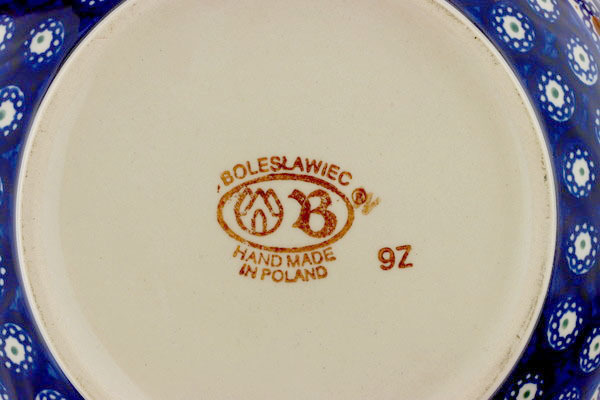 BOLESŁAWIEC
B ®
HAND MADE
IN POLAND
9Z